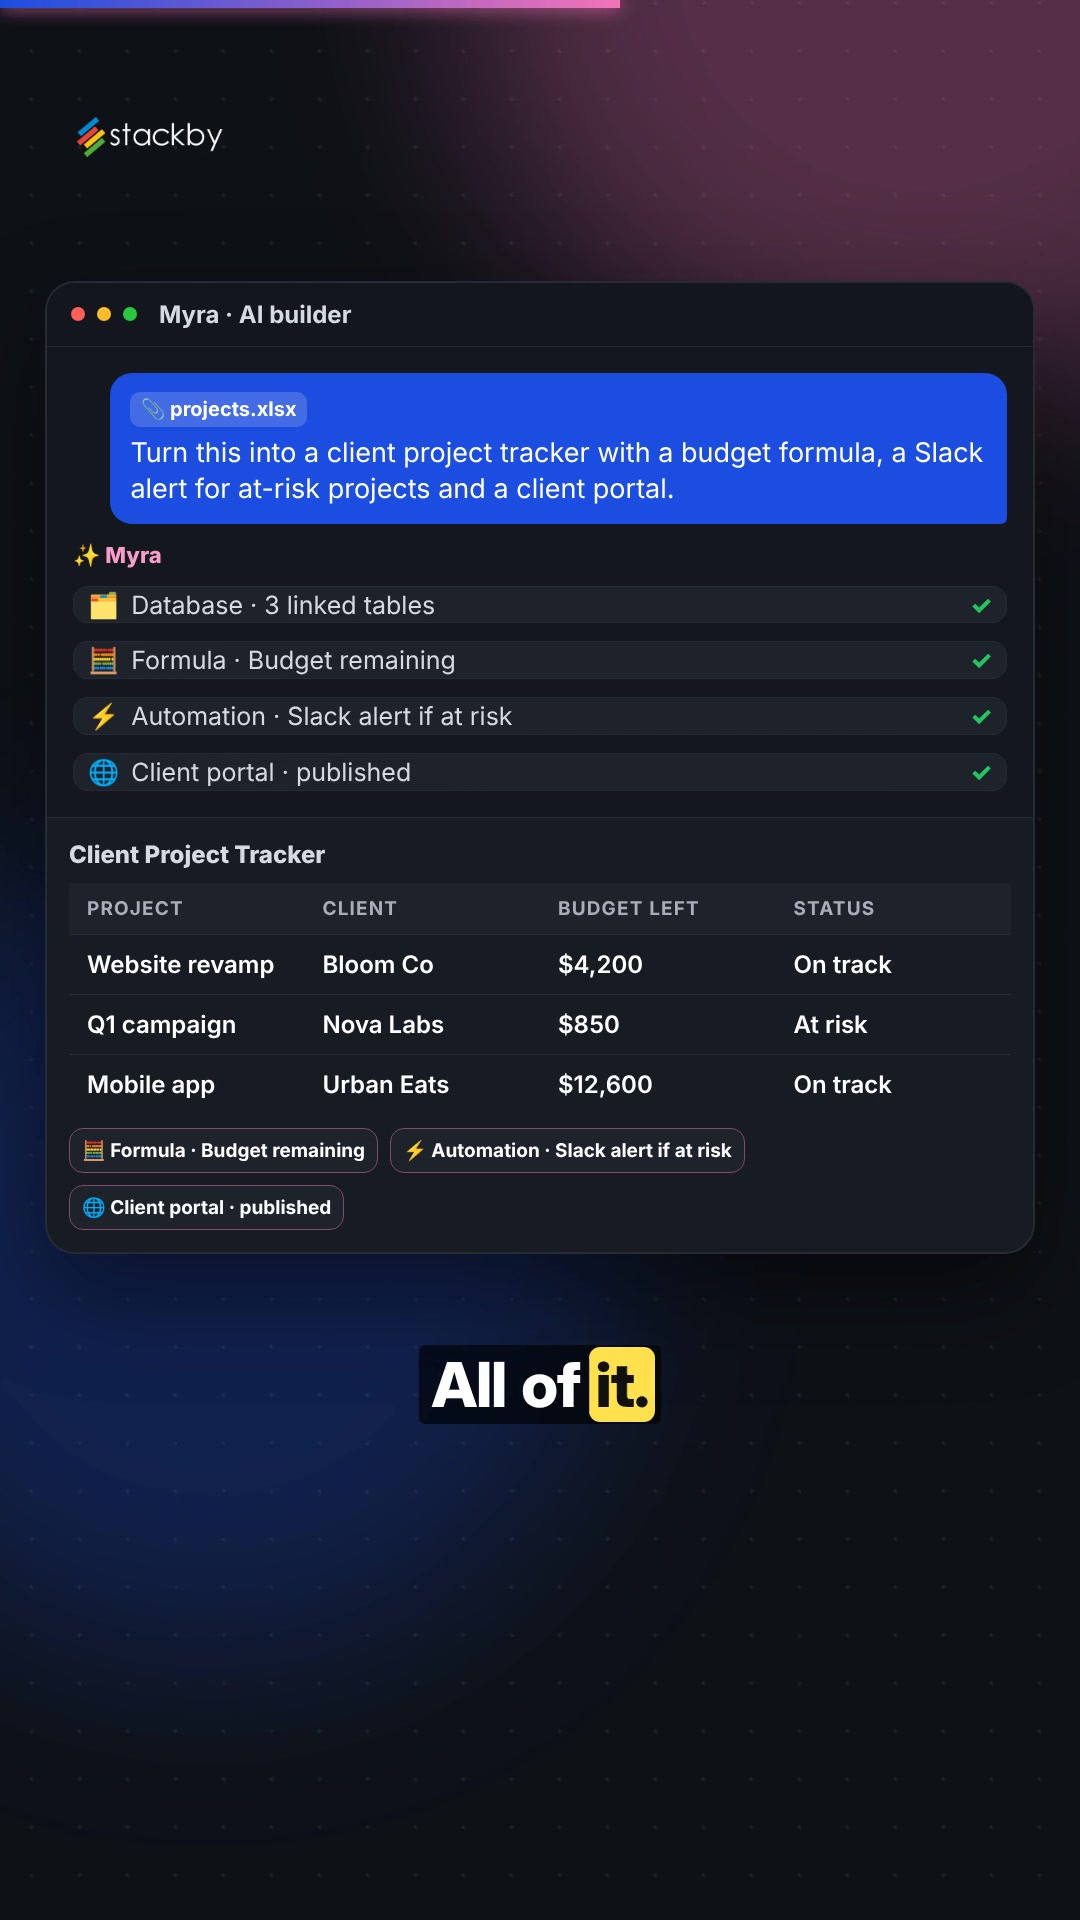 stackby
Myra · AI builder
📎 projects.xlsx
Turn this into a client project tracker with a budget formula, a Slack
alert for at-risk projects and a client portal.
✨ Myra
🗂️ Database · 3 linked tables ✓
🧮 Formula · Budget remaining ✓
⚡ Automation · Slack alert if at risk ✓
🌐 Client portal · published ✓
Client Project Tracker
PROJECT CLIENT BUDGET LEFT STATUS
Website revamp Bloom Co $4,200 On track
Q1 campaign Nova Labs $850 At risk
Mobile app Urban Eats $12,600 On track
🧮 Formula · Budget remaining ⚡ Automation · Slack alert if at risk
🌐 Client portal · published
All of it.